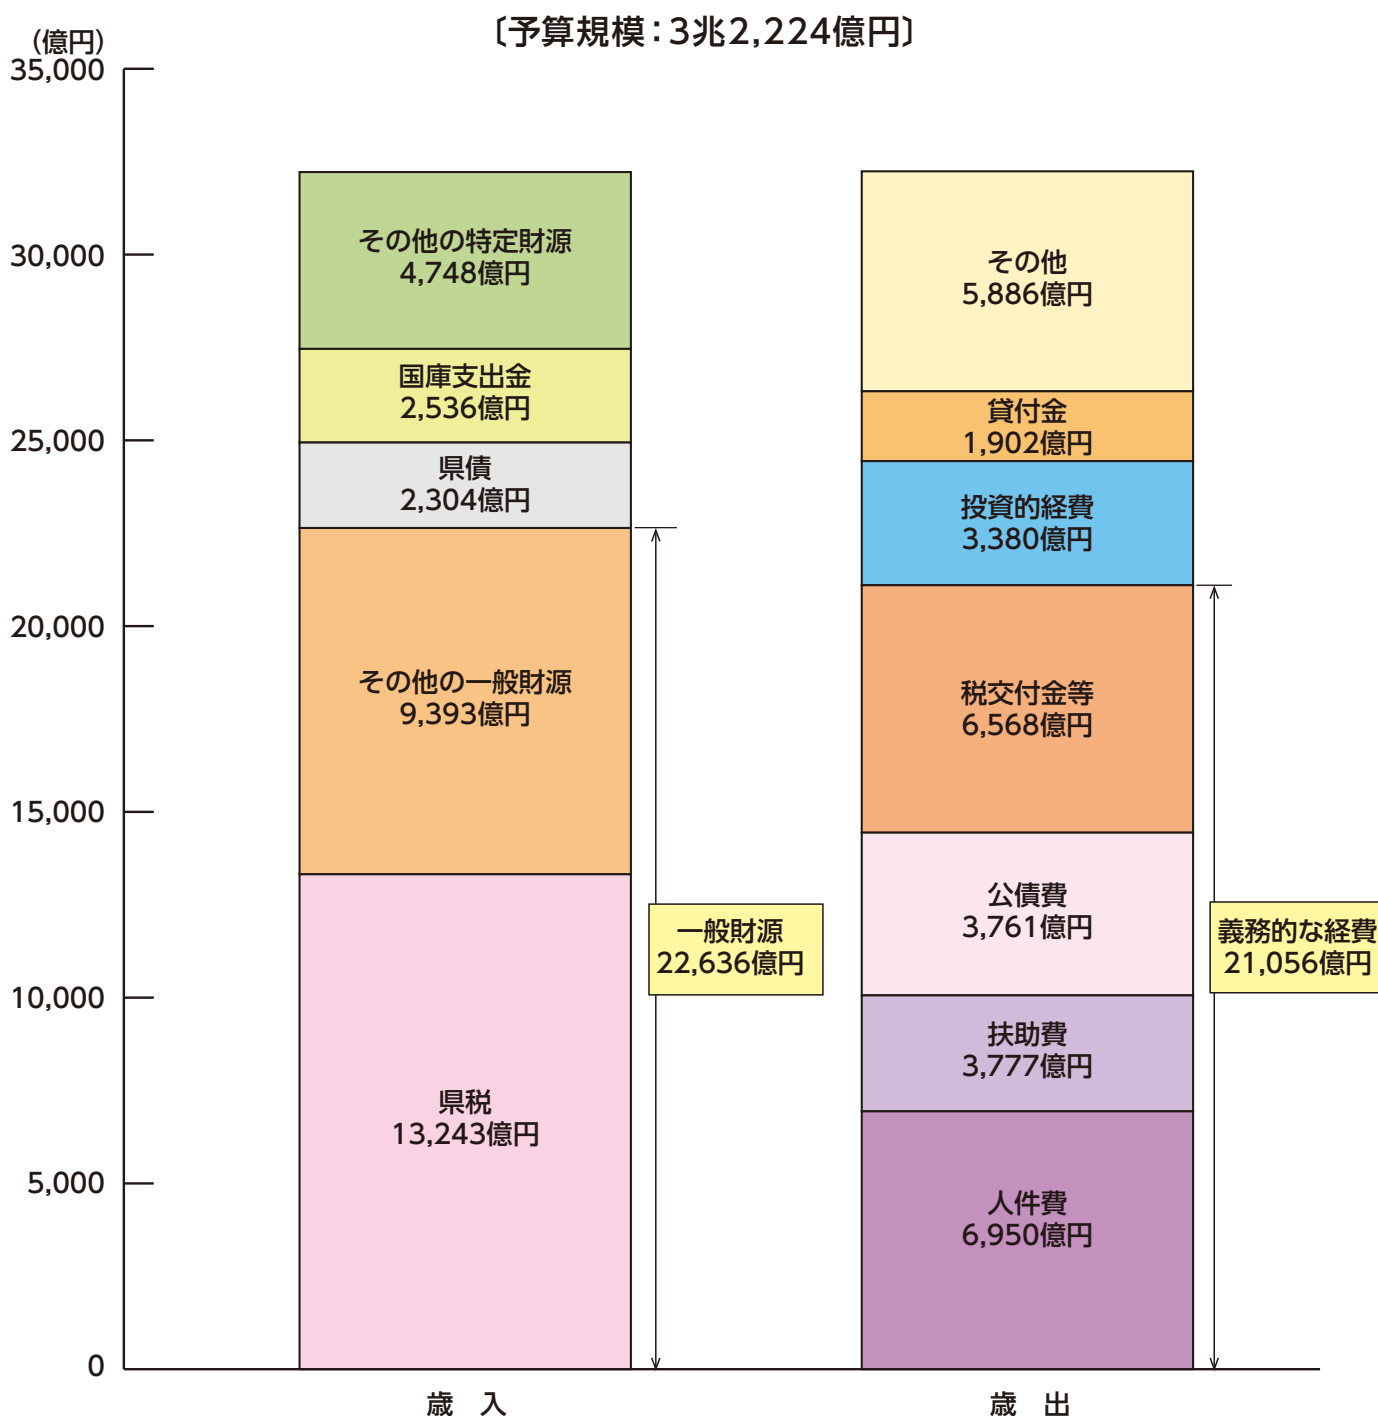 〔予算規模：3兆2,224億円〕
（億円）
35,000
30,000
25,000
20,000
15,000
10,000
5,000
0
その他の特定財源
4,748億円
国庫支出金
2,536億円
県債
2,304億円
その他の一般財源
9,393億円
県税
13,243億円
一般財源
22,636億円
歳　入
その他
5,886億円
貸付金
1,902億円
投資的経費
3,380億円
税交付金等
6,568億円
公債費
3,761億円
扶助費
3,777億円
人件費
6,950億円
義務的な経費
21,056億円
歳　出